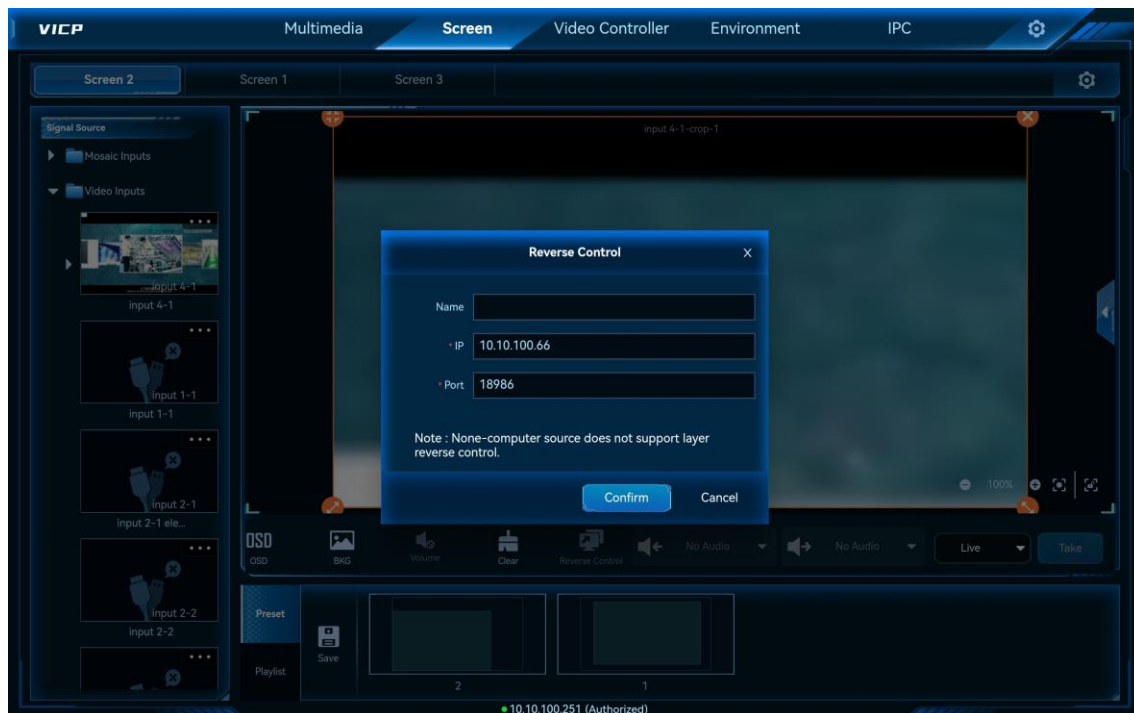 VICP
Multimedia
Screen
Video Controller
Environment
IPC
Screen 2
Screen 1
Screen 3
Signal Source
Mosaic Inputs
Video Inputs
input 4-1
input 4-1
input 1-1
input 1-1
input 2-1
input 2-1 ele...
input 2-2
input 2-2
input 4-1-crop-1
Reverse Control
X
Name
* IP 10.10.100.66
* Port 18986
Note : None-computer source does not support layer
reverse control.
Confirm
Cancel
100%
OSD
OSD
BKG
Volume
Clear
Reverse Control
No Audio
No Audio
Live
Take
Preset
Playlist
Save
2
1
10.10.100.251 (Authorized)